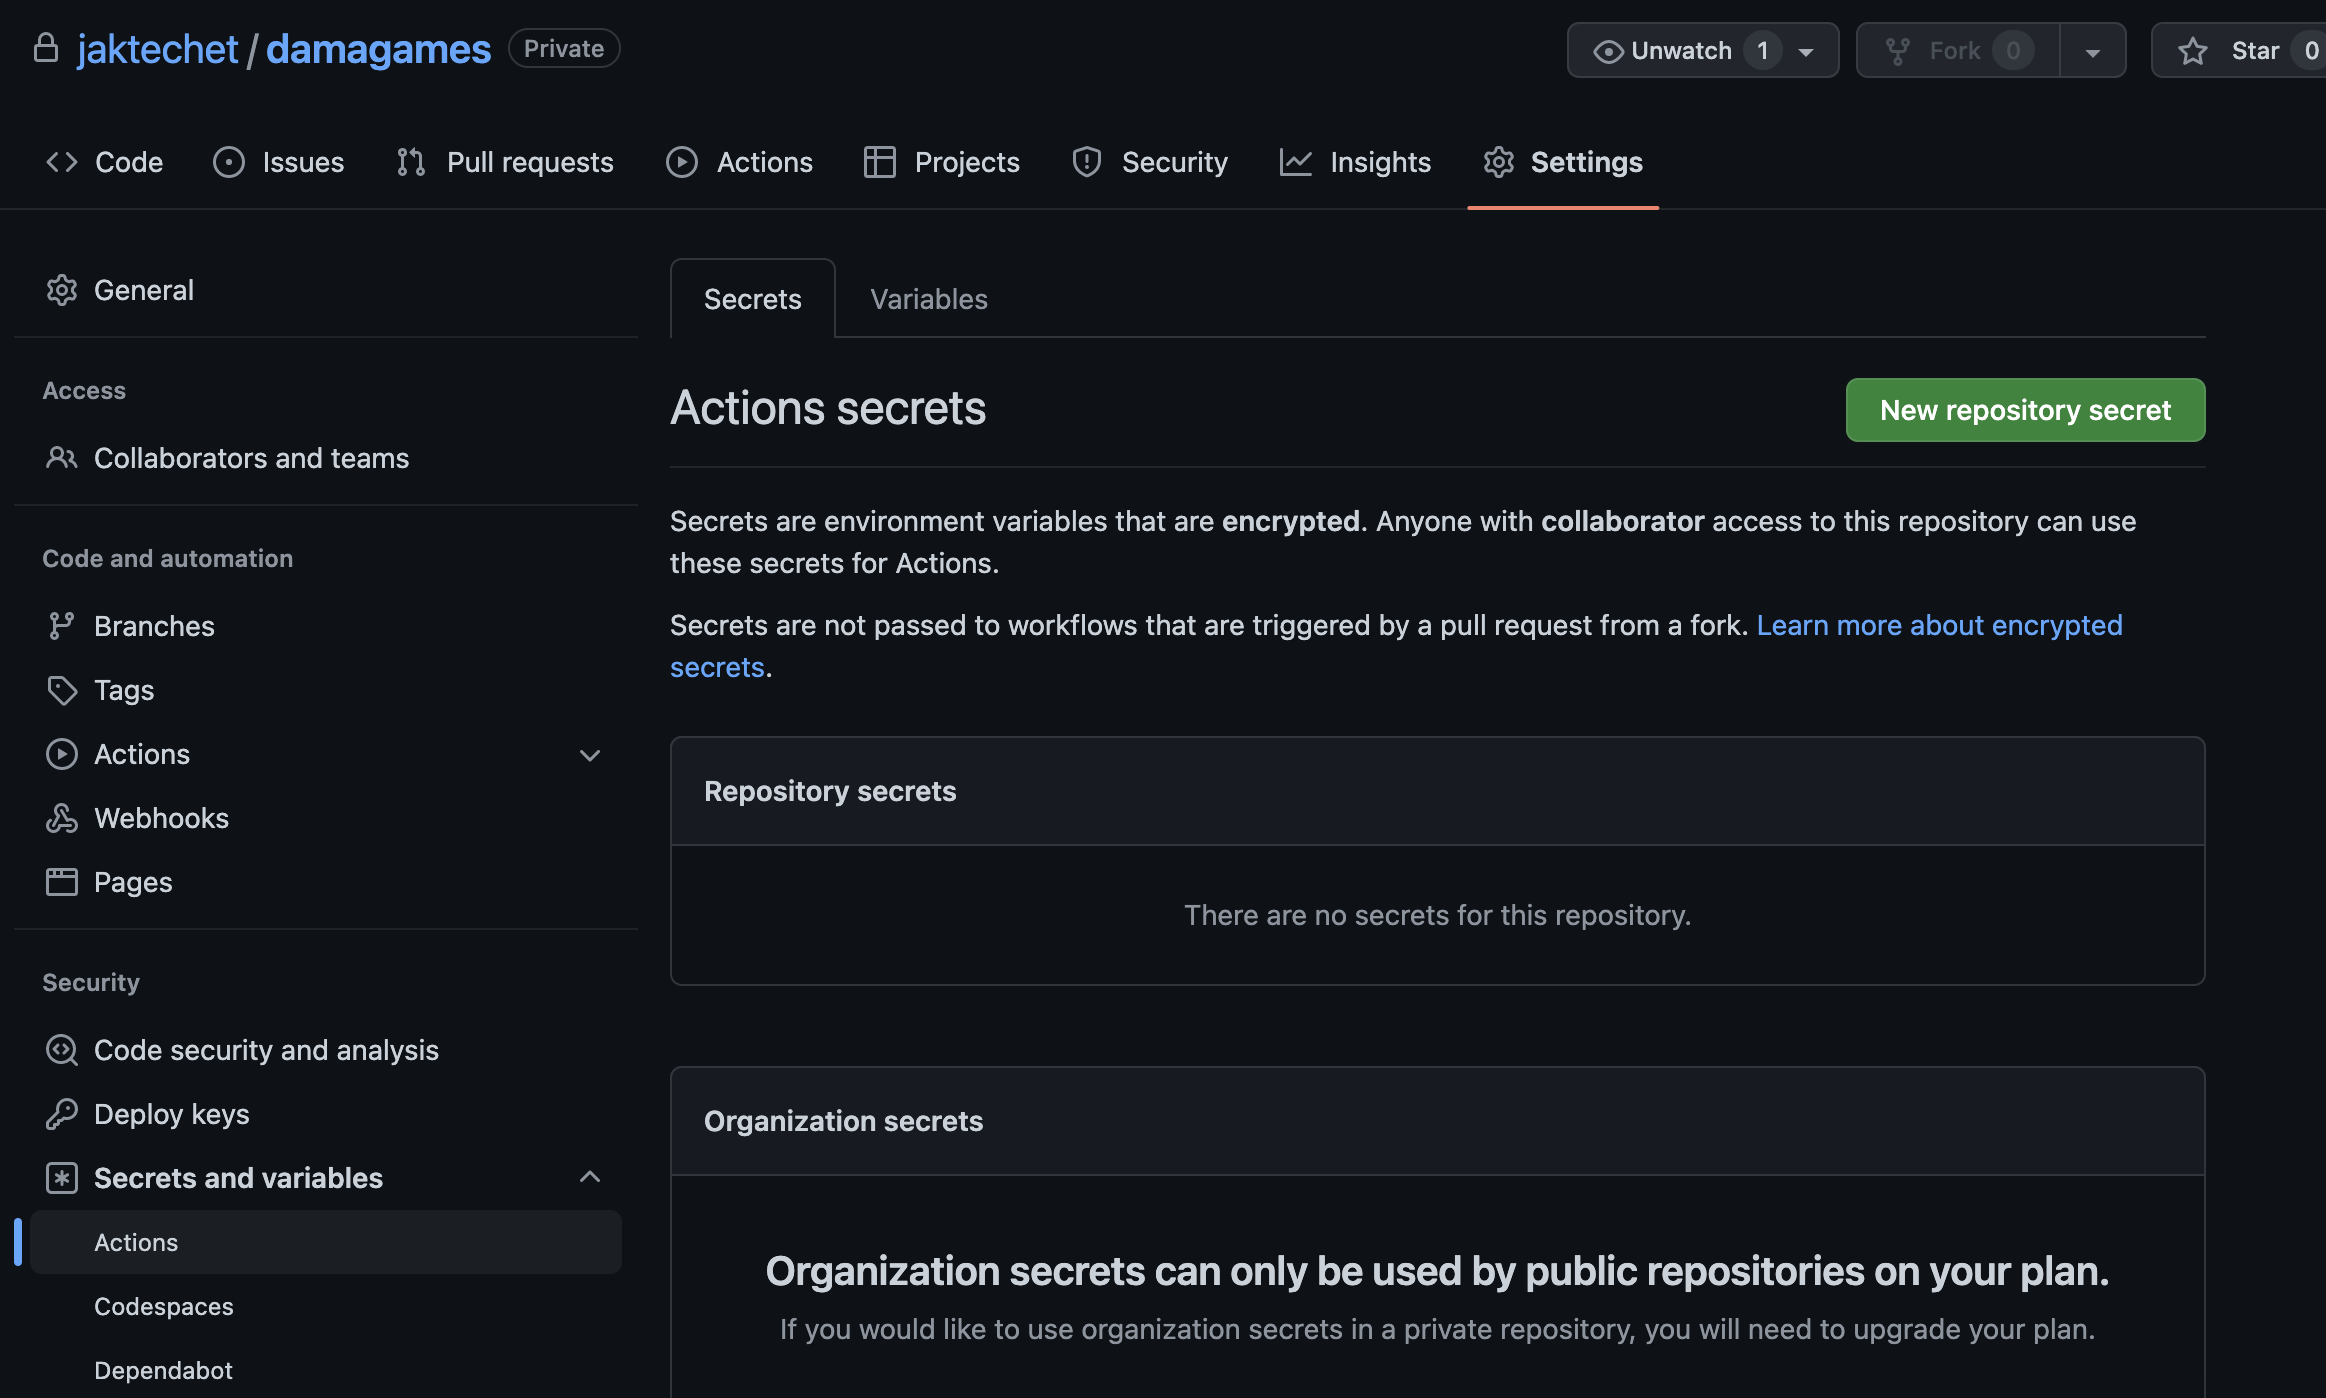 jaktechet / damagames Private
Unwatch 1
Fork 0
Star 0
Code
Issues
Pull requests
Actions
Projects
Security
Insights
Settings
General
Access
Collaborators and teams
Code and automation
Branches
Tags
Actions
Webhooks
Pages
Security
Code security and analysis
Deploy keys
Secrets and variables
Actions
Codespaces
Dependabot
Secrets
Variables
Actions secrets
New repository secret
Secrets are environment variables that are encrypted. Anyone with collaborator access to this repository can use
these secrets for Actions.
Secrets are not passed to workflows that are triggered by a pull request from a fork. Learn more about encrypted
secrets.
Repository secrets
There are no secrets for this repository.
Organization secrets
Organization secrets can only be used by public repositories on your plan.
If you would like to use organization secrets in a private repository, you will need to upgrade your plan.